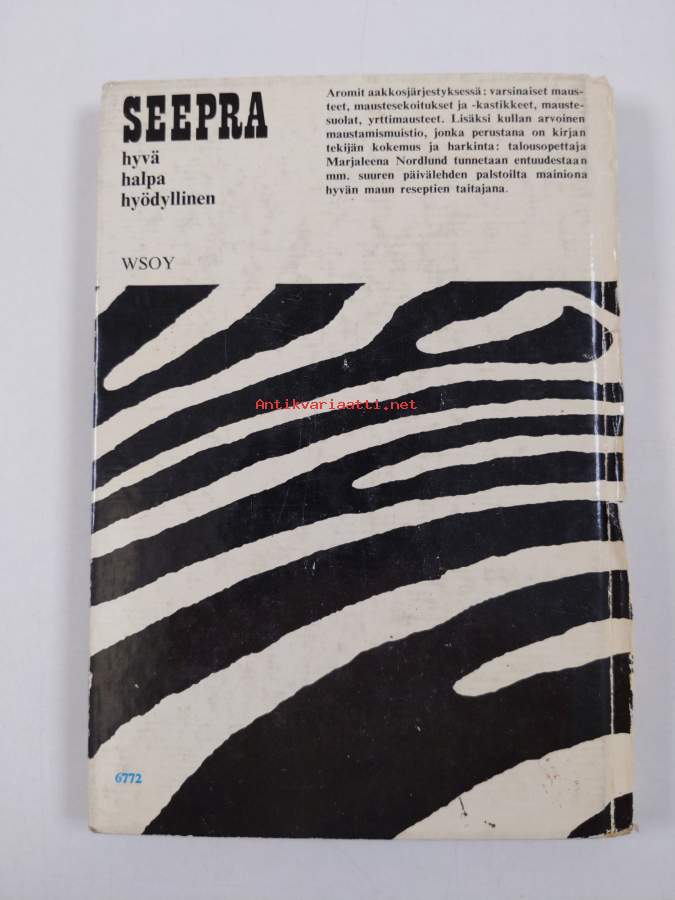 SEEPRA
hyvä
halpa
hyödyllinen
WSOY
Aromit aakkosjärjestyksessä: varsinaiset maus-
teet, maustesekoitukset ja -kastikkeet, mauste-
suolat, yrttimausteet. Lisäksi kullan arvoinen
maustamismuistio, jonka perustana on kirjan
tekijän kokemus ja harkinta: talousopettaja
Marjaleena Nordlund tunnetaan entuudestaan
mm. suuren päivälehden palstoilta mainiona
hyvän maun reseptien taitajana.
Antikvariaatti.net
6772